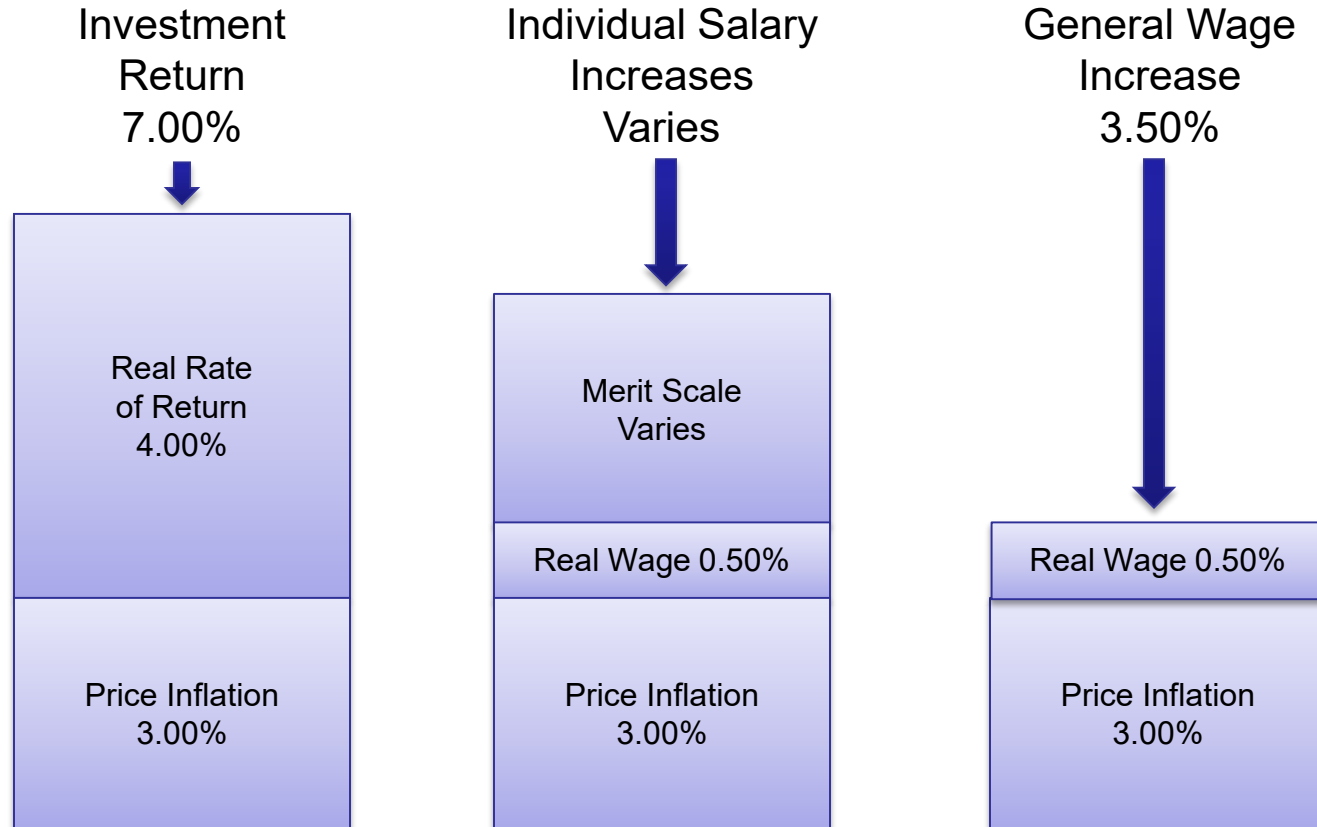 Investment
Return
7.00%
Real Rate
of Return
4.00%
Price Inflation
3.00%
Individual Salary
Increases
Varies
Merit Scale
Varies
Real Wage 0.50%
Price Inflation
3.00%
General Wage
Increase
3.50%
Real Wage 0.50%
Price Inflation
3.00%